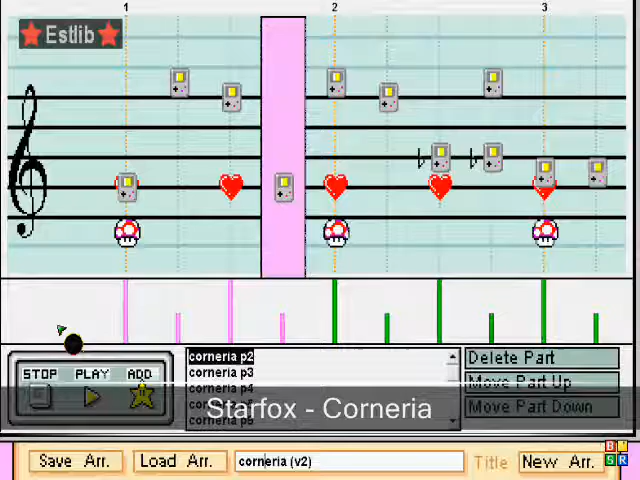 1 2 3
Estlib
STOP PLAY ADD
corneria p2
corneria p3
corneria p4
Delete Part
Move Part Up
Move Part Down
Starfox - Corneria
Save Arr.
Load Arr.
corneria (v2)
Title
New Arr.
B Y
S R